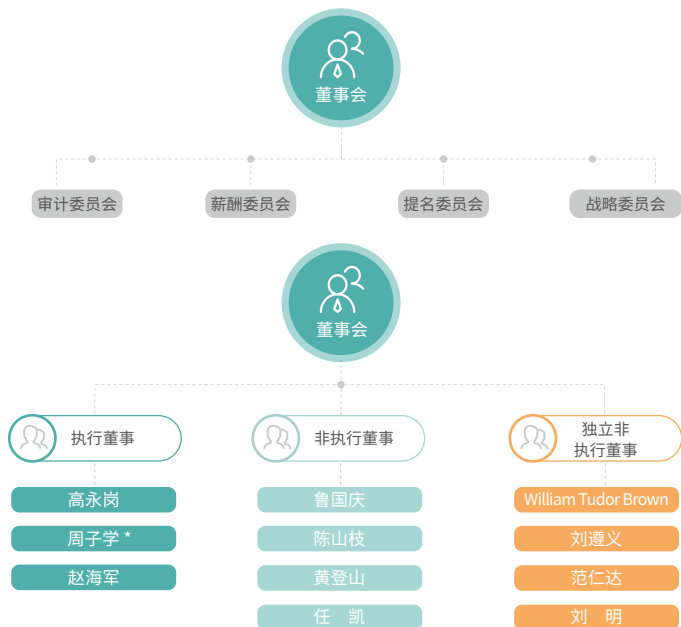 董事会
审计委员会
薪酬委员会
提名委员会
战略委员会
董事会
执行董事
非执行董事
独立非
执行董事
高永岗
周子学 *
赵海军
鲁国庆
陈山枝
黄登山
任 凯
William Tudor Brown
刘遵义
范仁达
刘 明